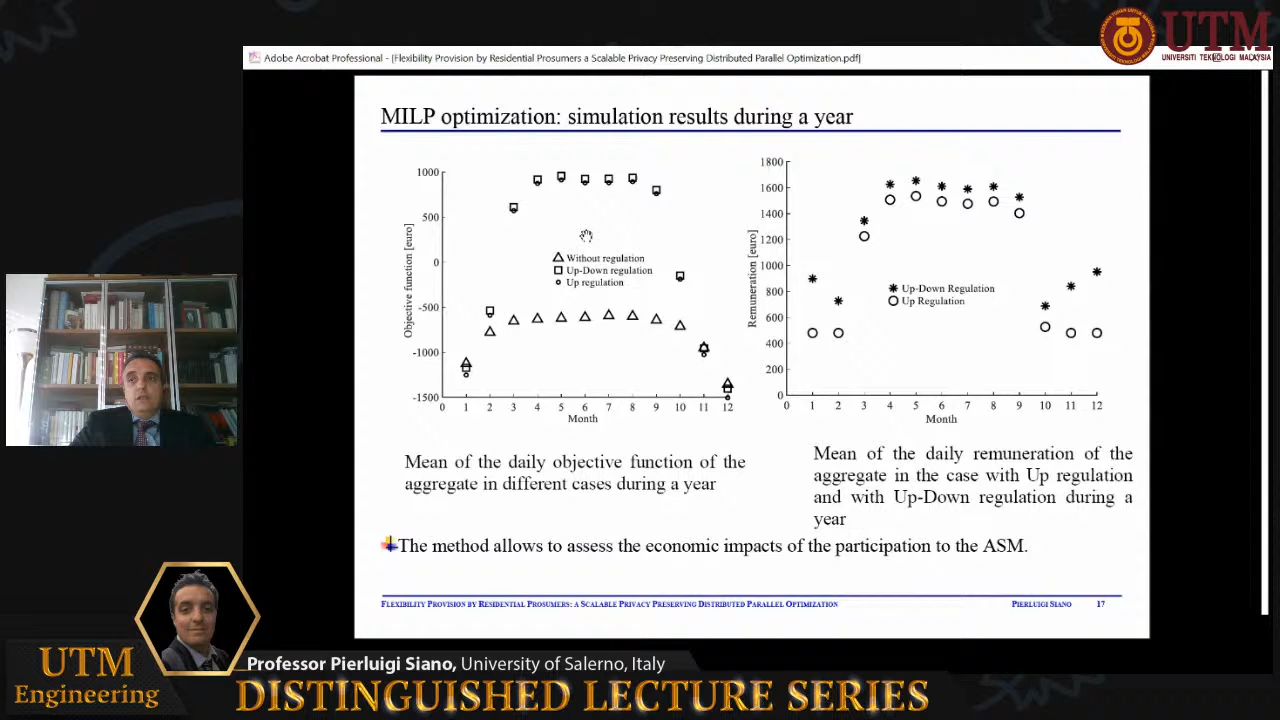 UTM
UNIVERSITI TEKNOLOGI MALAYSIA
Adobe Acrobat Professional - [Flexibility Provision by Residential Prosumers a Scalable Privacy Preserving Distributed Parallel Optimization.pdf]
MILP optimization: simulation results during a year
1000
500
0
-500
-1000
-1500
Objective function [euro]
Without regulation
Up-Down regulation
Up regulation
0 1 2 3 4 5 6 7 8 9 10 11 12
Month
1800
1600
1400
1200
1000
800
600
400
200
0
Remuneration [euro]
Up-Down Regulation
Up Regulation
0 1 2 3 4 5 6 7 8 9 10 11 12
Month
Mean of the daily objective function of the
aggregate in different cases during a year
Mean of the daily remuneration of the
aggregate in the case with Up regulation
and with Up-Down regulation during a
year
The method allows to assess the economic impacts of the participation to the ASM.
FLEXIBILITY PROVISION BY RESIDENTIAL PROSUMERS: A SCALABLE PRIVACY PRESERVING DISTRIBUTED PARALLEL OPTIMIZATION
PIERLUIGI SIANO 17
UTM
Engineering
Professor Pierluigi Siano, University of Salerno, Italy
DISTINGUISHED LECTURE SERIES